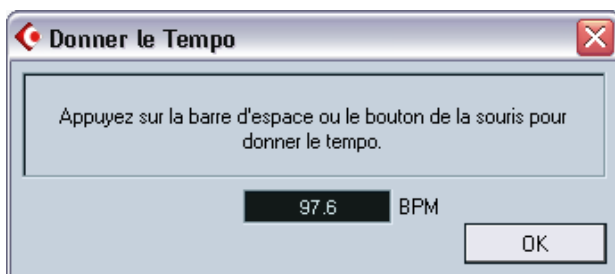 Donner le Tempo
Appuyez sur la barre d'espace ou le bouton de la souris pour
donner le tempo.
97.6 BPM
OK